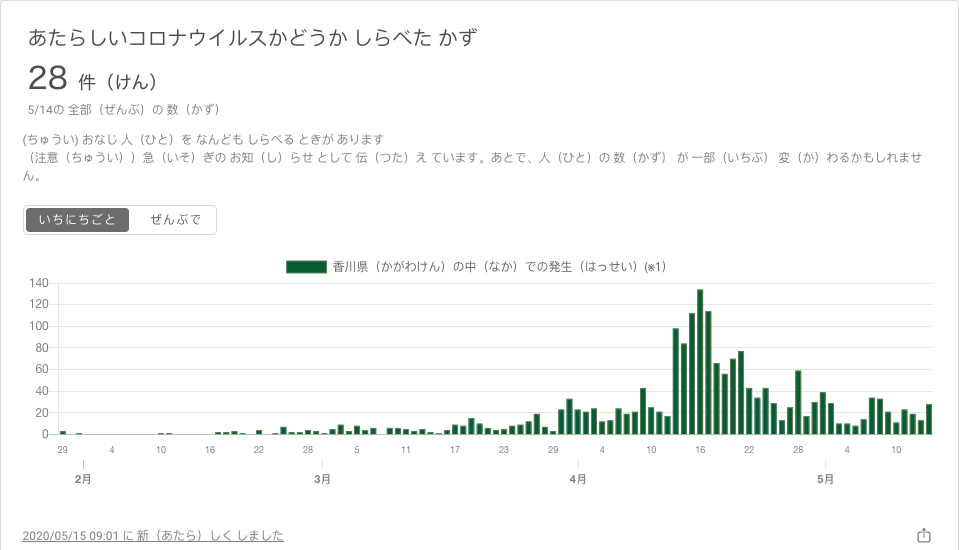 あたらしいコロナウイルスかどうか しらべた かず
28 件（けん）
5/14の 全部（ぜんぶ）の 数（かず）
(ちゅうい) おなじ 人（ひと）を なんども しらべる ときが あります
（注意（ちゅうい））急（いそ）ぎの お知（し）らせ として 伝（つた）え ています。あとで、人（ひと）の 数（かず） が 一部（いちぶ） 変（か）わるかもしれませ
ん。
いちにちごと ぜんぶで
香川県（かがわけん）の中（なか）での発生（はっせい）(※1)
140
120
100
80
60
40
20
0
29 4 10 16 22 28 5 11 17 23 29 4 10 16 22 28 4 10
2月 3月 4月 5月
2020/05/15 09:01 に 新（あたら）しく しました